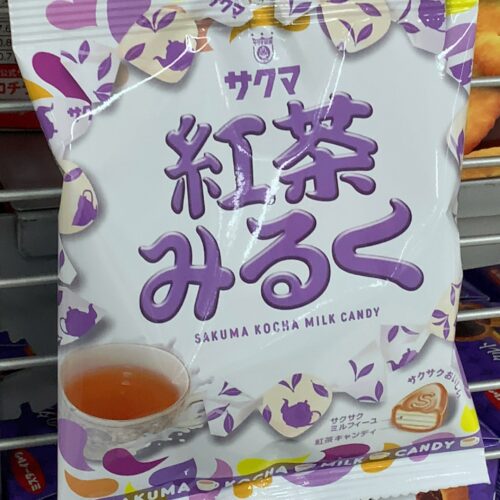 サクマ
紅茶
みるく
SAKUMA KOCHA MILK CANDY
サクサクおいしい
サクサク
ミルフィーユ
紅茶キャンディ
SAKUMA KOCHA MILK CANDY